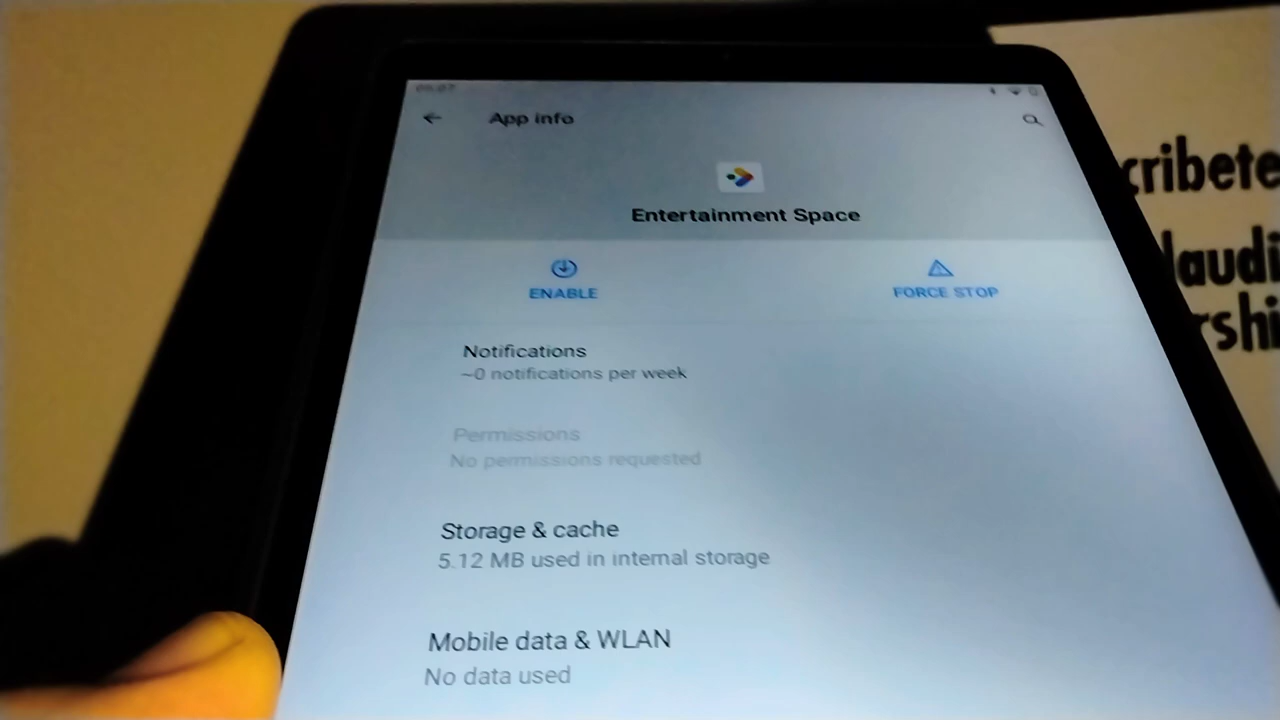 App info
Entertainment Space
ENABLE
FORCE STOP
Notifications
~0 notifications per week
Permissions
No permissions requested
Storage & cache
5.12 MB used in internal storage
Mobile data & WLAN
No data used
cribete
laudi
rshi